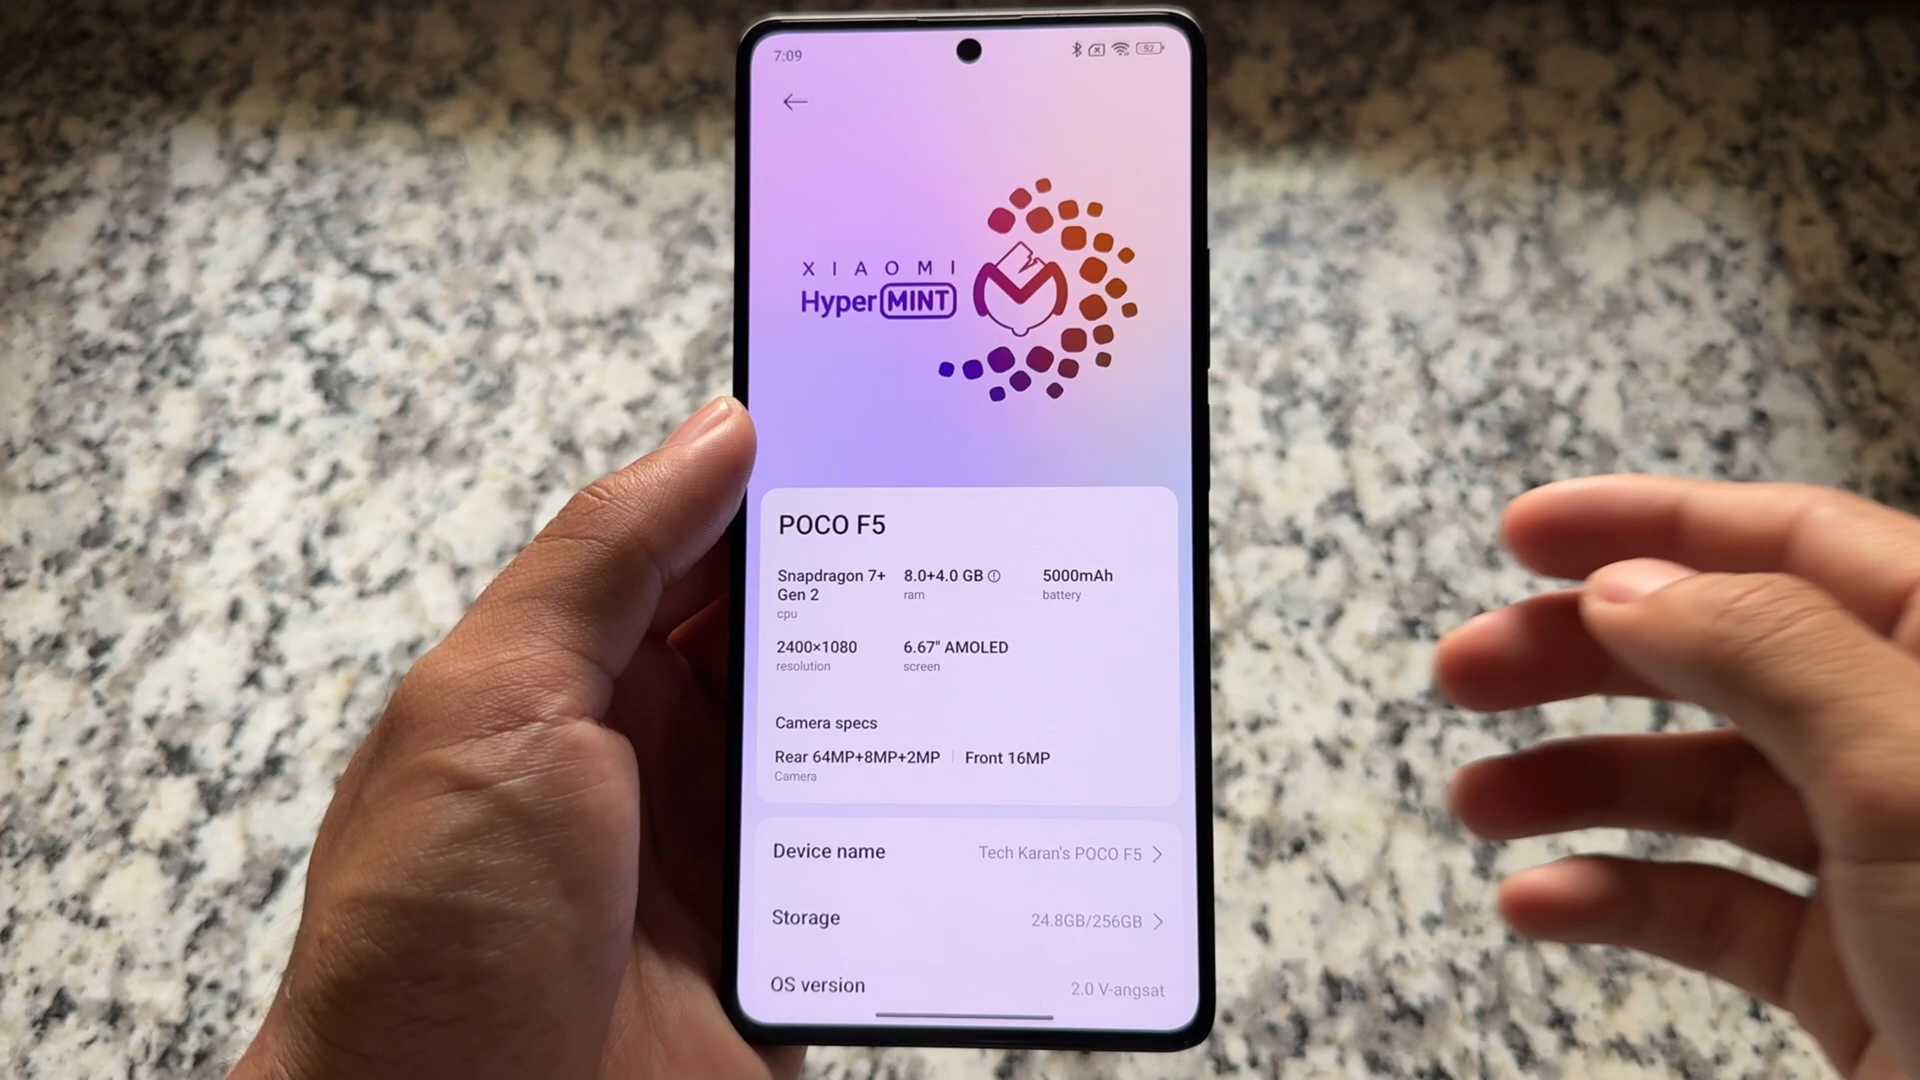 7:09
52
XIAOMI
HyperMINT
POCO F5
Snapdragon 7+ Gen 2
cpu
8.0+4.0 GB
ram
5000mAh
battery
2400×1080
resolution
6.67" AMOLED
screen
Camera specs
Rear 64MP+8MP+2MP | Front 16MP
Camera
Device name Tech Karan's POCO F5
Storage 24.8GB/256GB
OS version 2.0 V-angsat